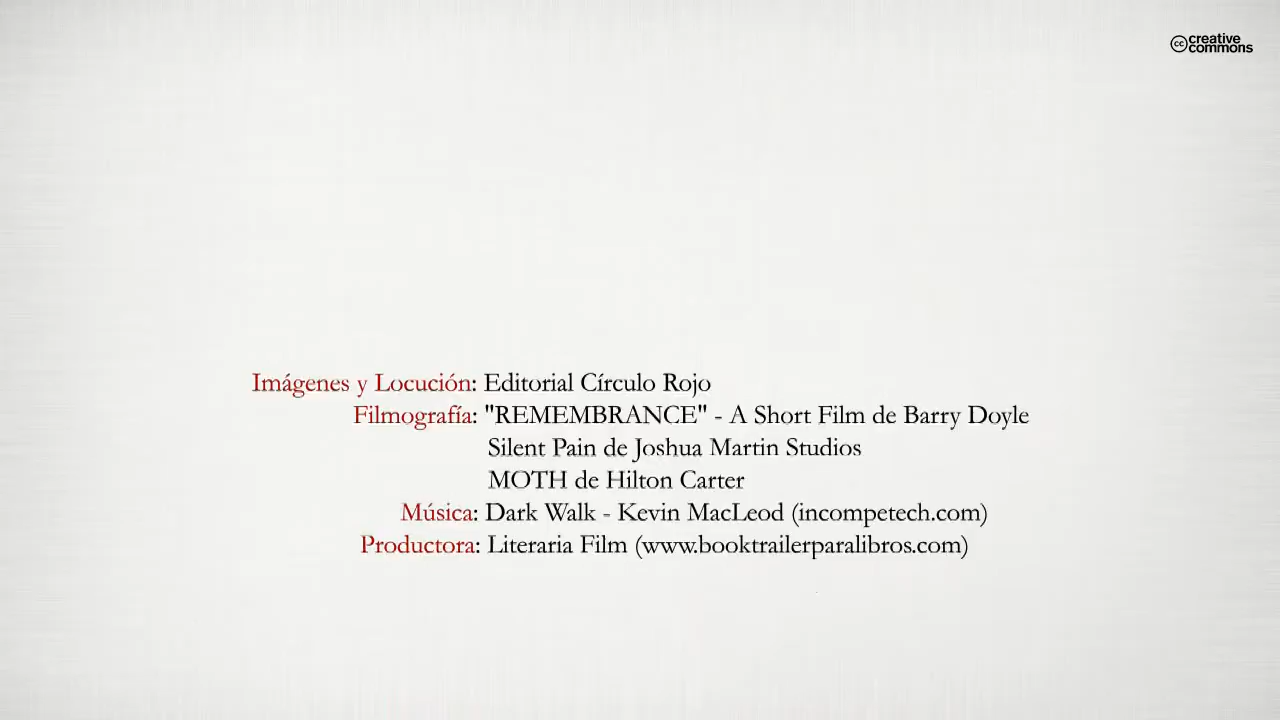 cc creative
commons
Imágenes y Locución: Editorial Círculo Rojo
Filmografía: "REMEMBRANCE" - A Short Film de Barry Doyle
Silent Pain de Joshua Martin Studios
MOTH de Hilton Carter
Música: Dark Walk - Kevin MacLeod (incompetech.com)
Productora: Literaria Film (www.booktrailerparalibros.com)